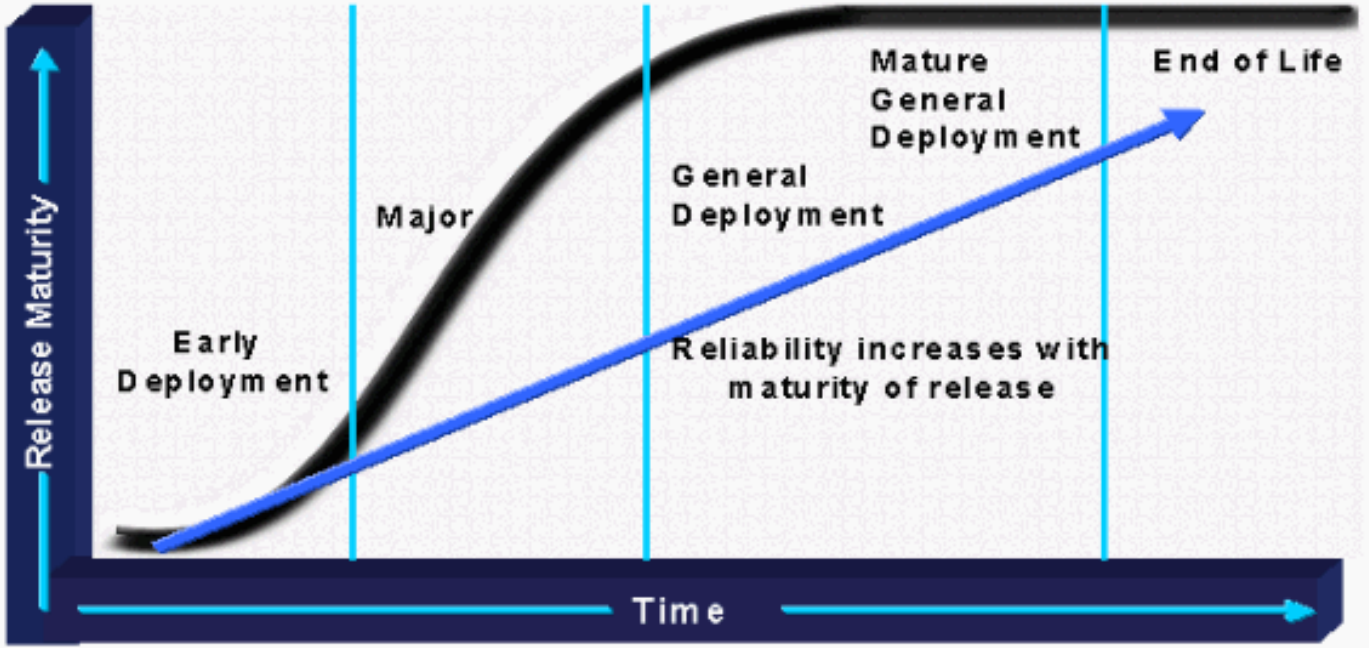 Release Maturity
Early
Deployment
Major
General
Deployment
Mature
General
Deployment
End of Life
Reliability increases with
maturity of release
Time